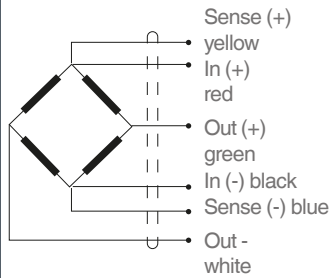 Sense (+)
yellow
In (+)
red
Out (+)
green
In (-) black
Sense (-) blue
Out -
white